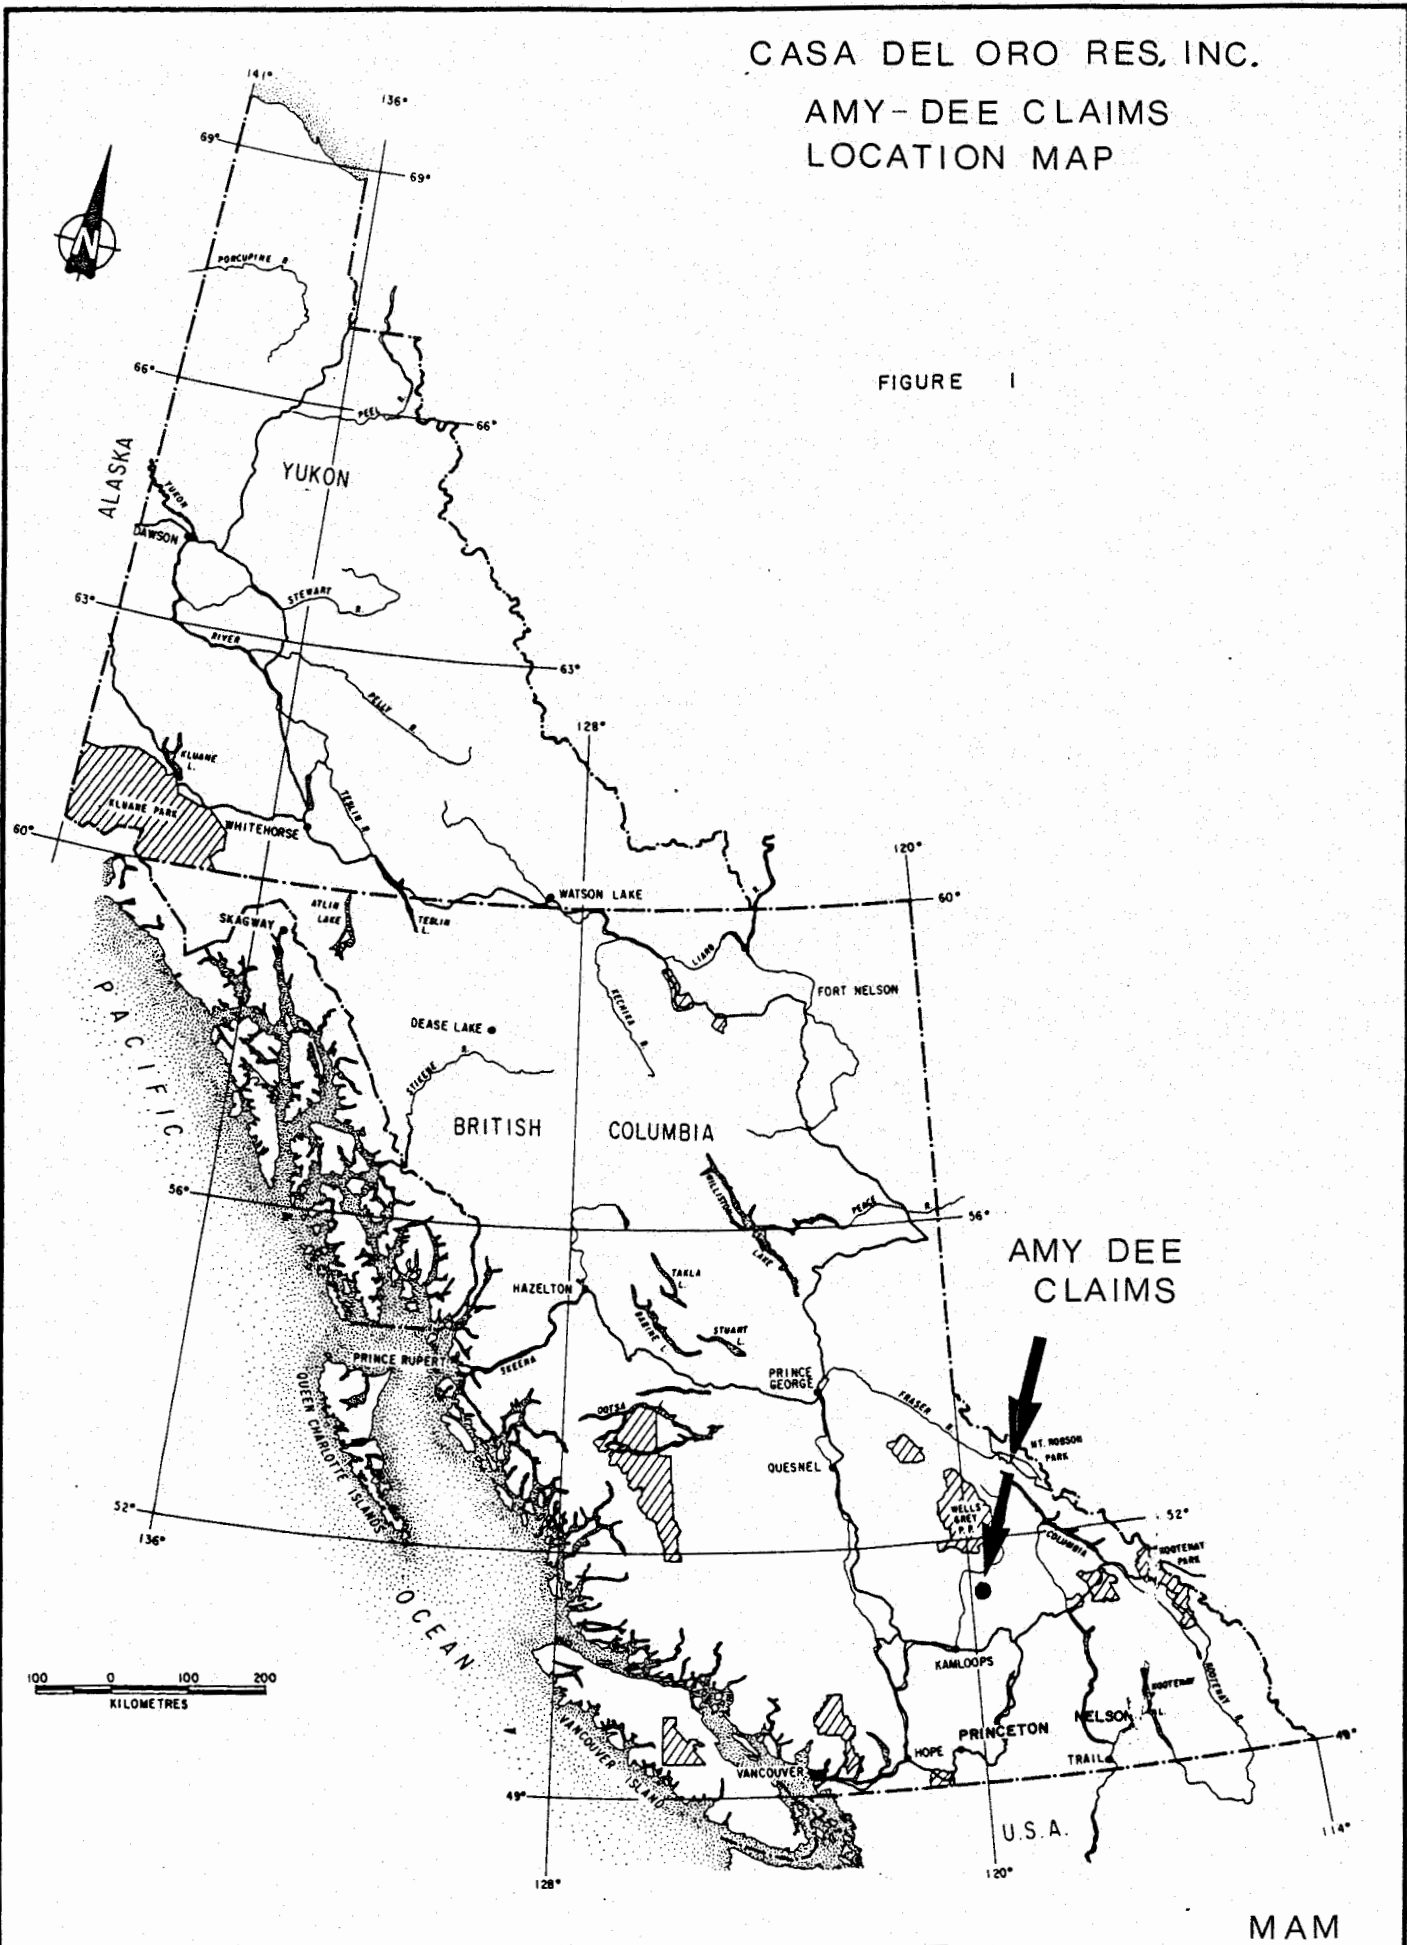 CASA DEL ORO RES. INC.
AMY-DEE CLAIMS
LOCATION MAP
FIGURE 1
141°
136°
69°
69°
N
PORCUPINE R
66°
PEEL R.
66°
ALASKA
YUKON
YUKON
DAWSON
STEWART R.
63°
RIVER
63°
PELLY R.
128°
KLUANE
L.
KLUANE PARK
TESLIN R.
60°
WHITEHORSE
120°
WATSON LAKE
60°
ATLIN
LAKE
SKAGWAY
TESLIN
L.
LIARD
R.
FORT NELSON
KECHIKA R.
PACIFIC
DEASE LAKE
STIKENE R.
BRITISH COLUMBIA
56°
WILLISTON
LAKE
PEACE R.
56°
AMY DEE
CLAIMS
TAKLA
L.
HAZELTON
BABINE L.
STUART
L.
PRINCE RUPERT
SKEENA
PRINCE
GEORGE
FRASER R.
QUEEN CHARLOTTE ISLANDS
OOTSA
MT. ROBSON
PARK
QUESNEL
WELLS
GREY
P.P.
52°
52°
136°
COLUMBIA
KOOTENAY
PARK
OCEAN
100 0 100 200
KILOMETRES
KAMLOOPS
KOOTENAY
L.
KOOTENAY R.
VANCOUVER ISLAND
PRINCETON
NELSON
HOPE
TRAIL
VANCOUVER
49°
49°
U.S.A.
114°
128°
120°
MAM